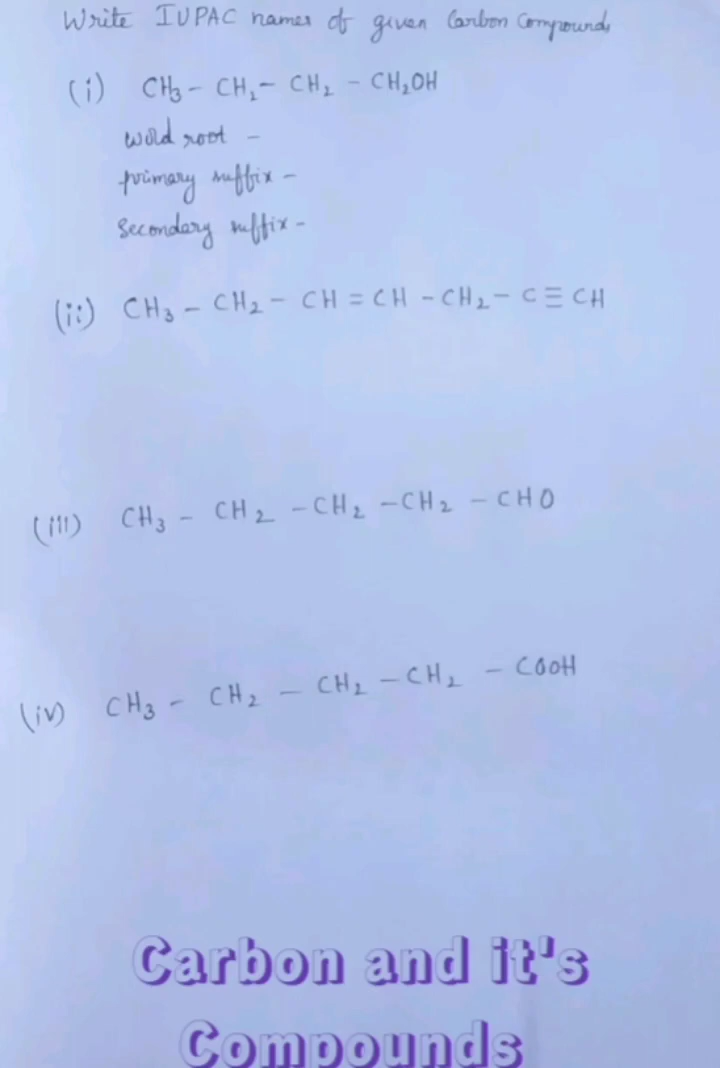 Write IUPAC names of given Carbon Compounds
(i) CH₃ - CH₂ - CH₂ - CH₂OH
word root -
primary suffix -
Secondary suffix -
(ii) CH₃ - CH₂ - CH = CH - CH₂ - C ≡ CH
(iii) CH₃ - CH₂ - CH₂ - CH₂ - CHO
(iv) CH₃ - CH₂ - CH₂ - CH₂ - COOH
Carbon and it's
Compounds